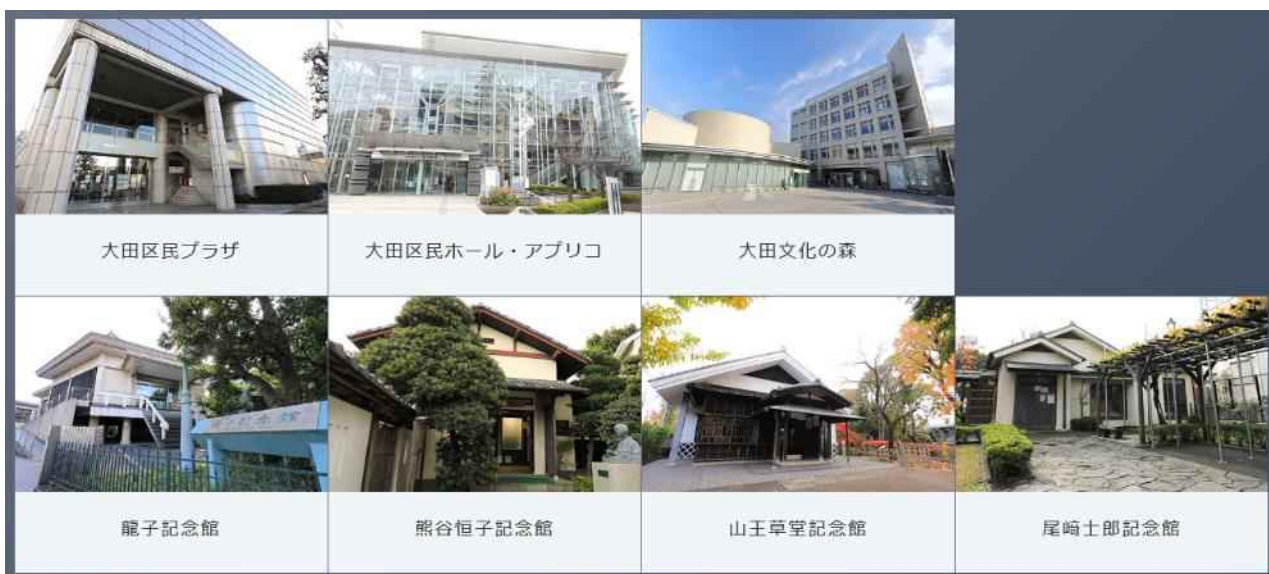 大田区民プラザ
大田区民ホール・アプリコ
大田文化の森
龍子記念館
熊谷恒子記念館
山王草堂記念館
尾﨑士郎記念館